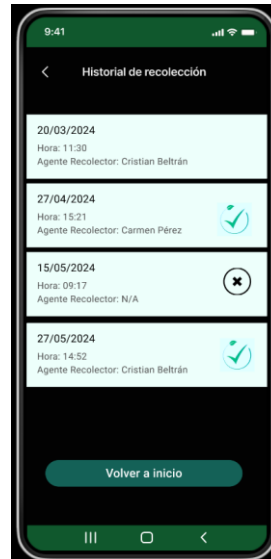 9:41
Historial de recolección
20/03/2024
Hora: 11:30
Agente Recolector: Cristian Beltrán
27/04/2024
Hora: 15:21
Agente Recolector: Carmen Pérez
15/05/2024
Hora: 09:17
Agente Recolector: N/A
27/05/2024
Hora: 14:52
Agente Recolector: Cristian Beltrán
Volver a inicio